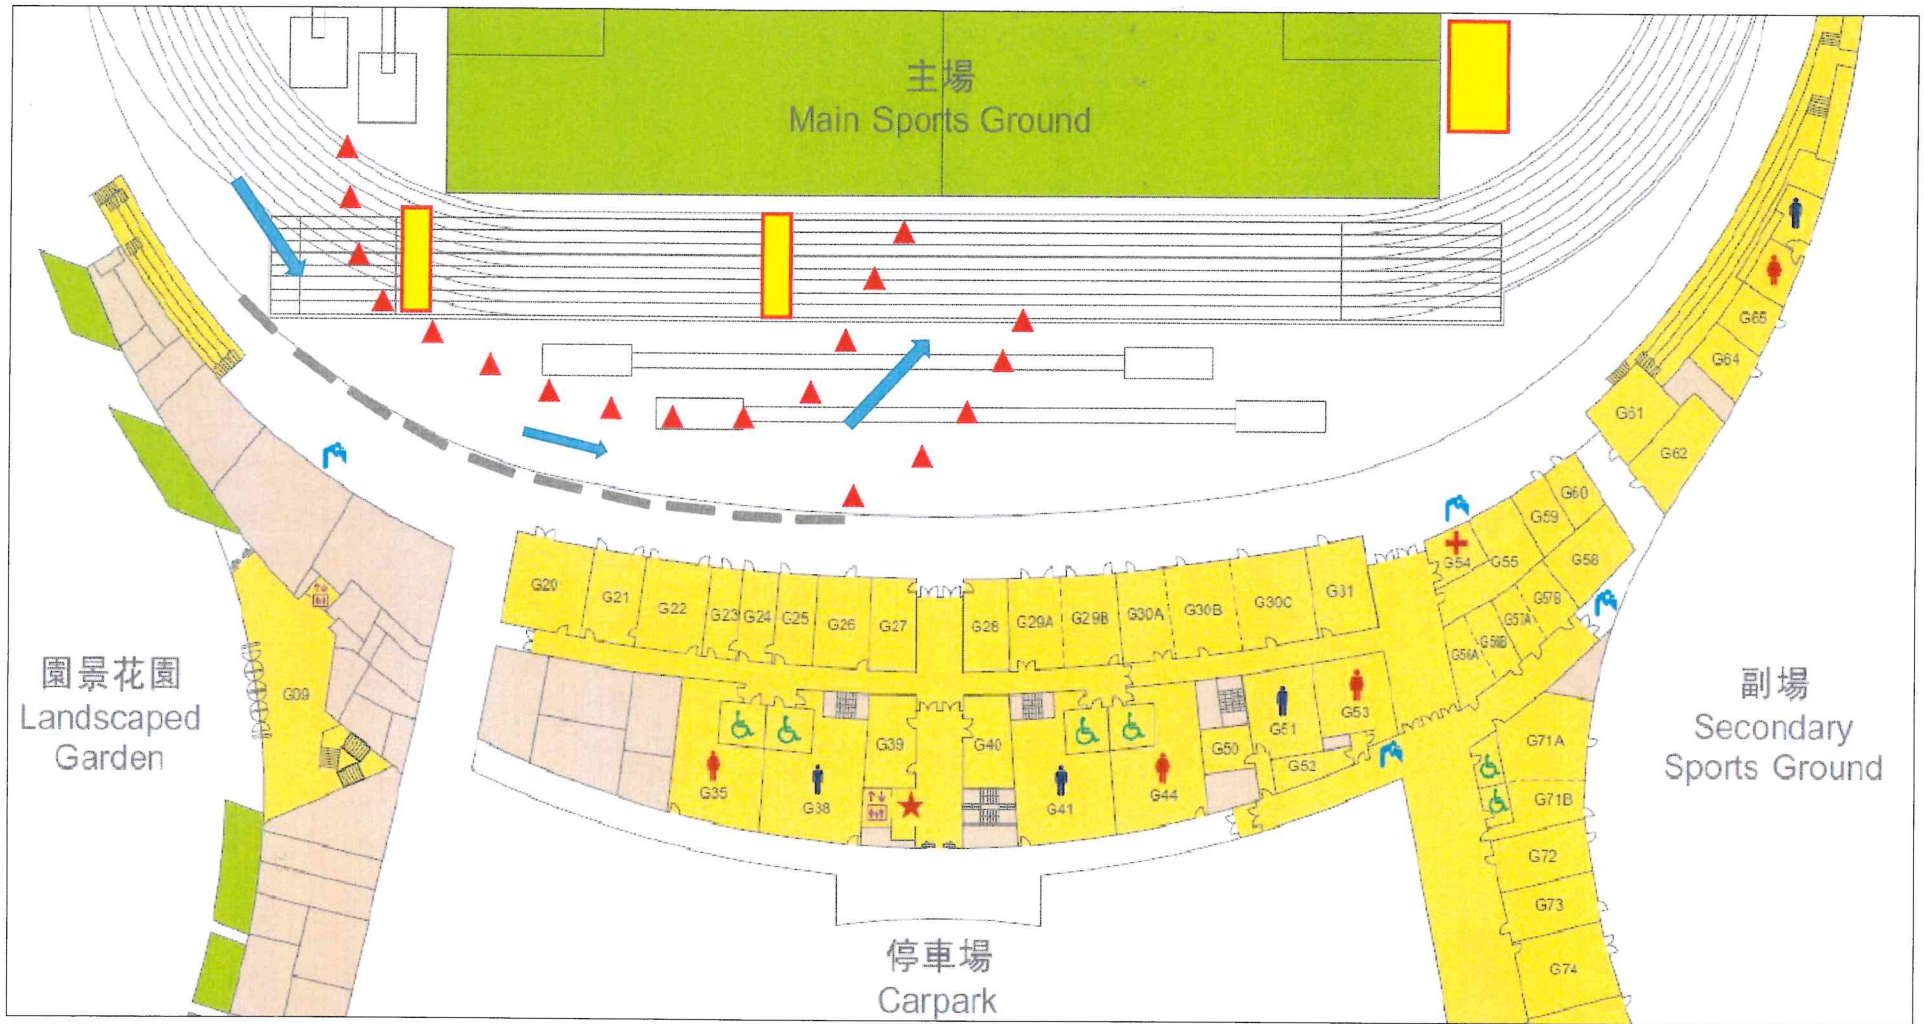 主場
Main Sports Ground
G65
G64
G61
G62
G60
G59
G58
G54
G55
G57B
G57A
G56B
G56A
G20
G21
G22
G23
G24
G25
G26
G27
G28
G29A
G29B
G30A
G30B
G30C
G31
園景花園
Landscaped
Garden
G09
G35
G38
G39
G40
G41
G44
G50
G51
G52
G53
副場
Secondary
Sports Ground
G71A
G71B
G72
G73
G74
停車場
Carpark